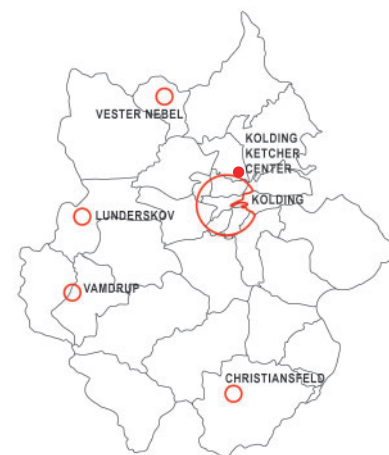 VESTER NEBEL
KOLDING
KETCHER
CENTER
KOLDING
LUNDERSKOV
VAMDRUP
CHRISTIANSFELD